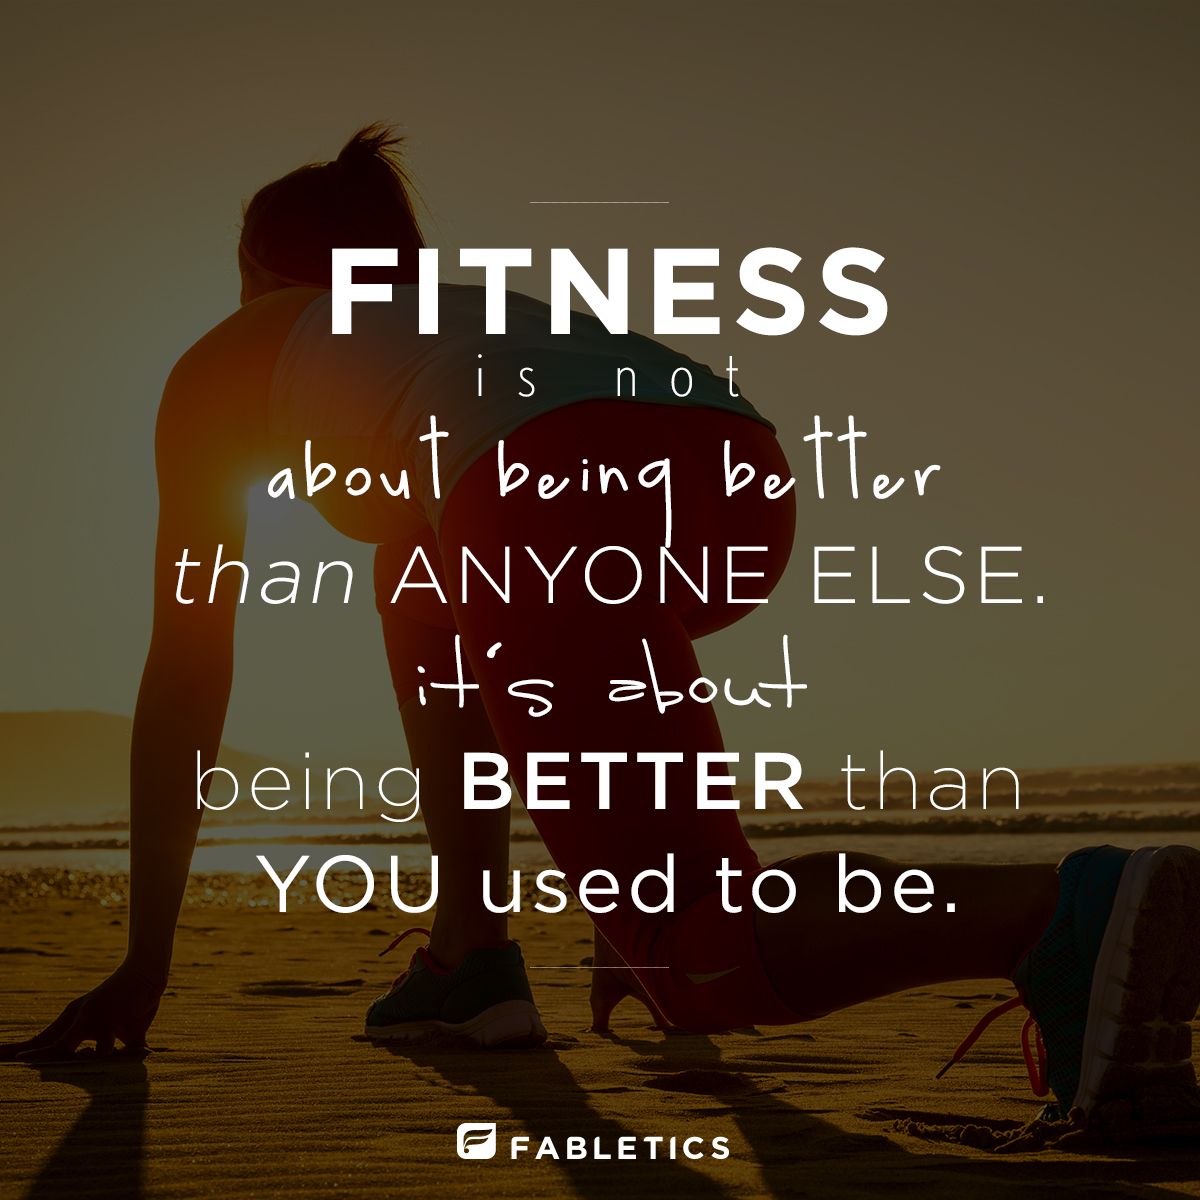 FITNESS
is not
about being better
than ANYONE ELSE.
it's about
being BETTER than
YOU used to be.
FABLETICS